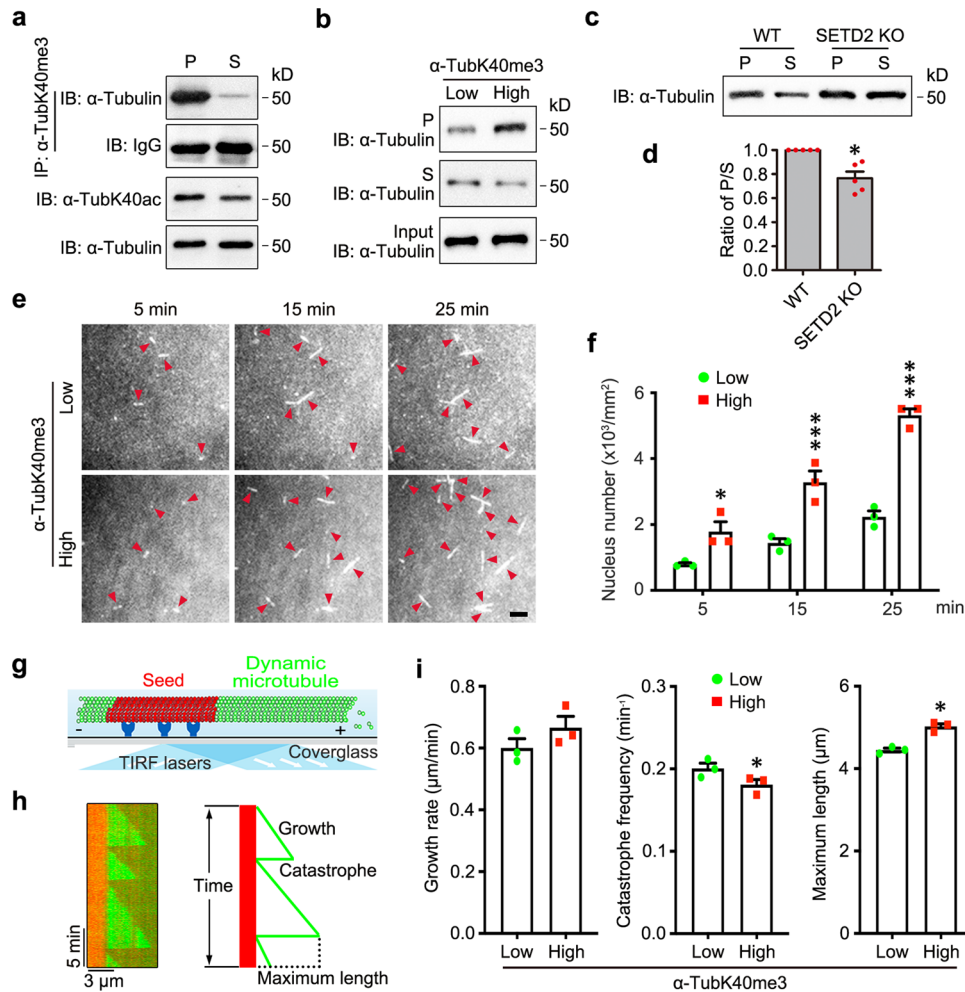 a
IP: α-TubK40me3
P S
kD
IB: α-Tubulin
50
IB: IgG
50
IB: α-TubK40ac
50
IB: α-Tubulin
50
b
α-TubK40me3
Low High
kD
P
IB: α-Tubulin
50
S
IB: α-Tubulin
50
Input
IB: α-Tubulin
50
c
WT SETD2 KO
P S P S
kD
IB: α-Tubulin
50
d
Ratio of P/S
1.0
0.8
0.6
0.4
0.2
0.0
*
WT
SETD2 KO
e
5 min 15 min 25 min
α-TubK40me3
Low
High
f
Nucleus number (x10³/mm²)
8
6
4
2
0
Low
High
*
***
***
5 15 25 min
g
Seed
Dynamic
microtubule
- +
TIRF lasers
Coverglass
h
5 min
3 µm
Time
Growth
Catastrophe
Maximum length
i
Low
High
Growth rate (µm/min)
0.8
0.6
0.4
0.2
0.0
Low High
Catastrophe frequency (min⁻¹)
0.3
0.2
0.1
0.0
*
Low High
Maximum length (µm)
6
4
2
0
*
Low High
α-TubK40me3